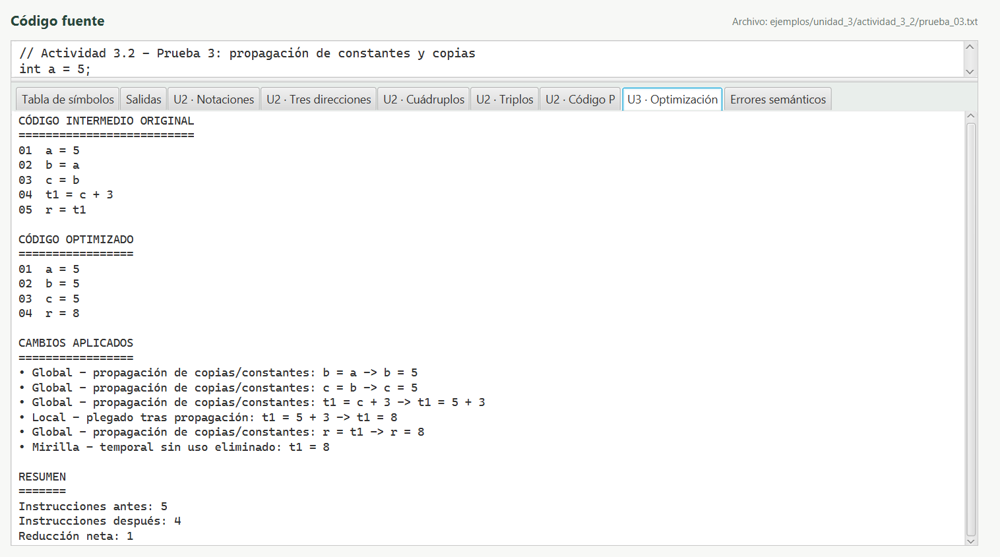 Código fuente
Archivo: ejemplos/unidad_3/actividad_3_2/prueba_03.txt
// Actividad 3.2 – Prueba 3: propagación de constantes y copias
int a = 5;
Tabla de símbolos Salidas U2 · Notaciones U2 · Tres direcciones U2 · Cuádruplos U2 · Triplos U2 · Código P U3 · Optimización Errores semánticos
CÓDIGO INTERMEDIO ORIGINAL
==========================
01  a = 5
02  b = a
03  c = b
04  t1 = c + 3
05  r = t1
CÓDIGO OPTIMIZADO
=================
01  a = 5
02  b = 5
03  c = 5
04  r = 8
CAMBIOS APLICADOS
=================
• Global – propagación de copias/constantes: b = a -> b = 5
• Global – propagación de copias/constantes: c = b -> c = 5
• Global – propagación de copias/constantes: t1 = c + 3 -> t1 = 5 + 3
• Local – plegado tras propagación: t1 = 5 + 3 -> t1 = 8
• Global – propagación de copias/constantes: r = t1 -> r = 8
• Mirilla – temporal sin uso eliminado: t1 = 8
RESUMEN
=======
Instrucciones antes: 5
Instrucciones después: 4
Reducción neta: 1